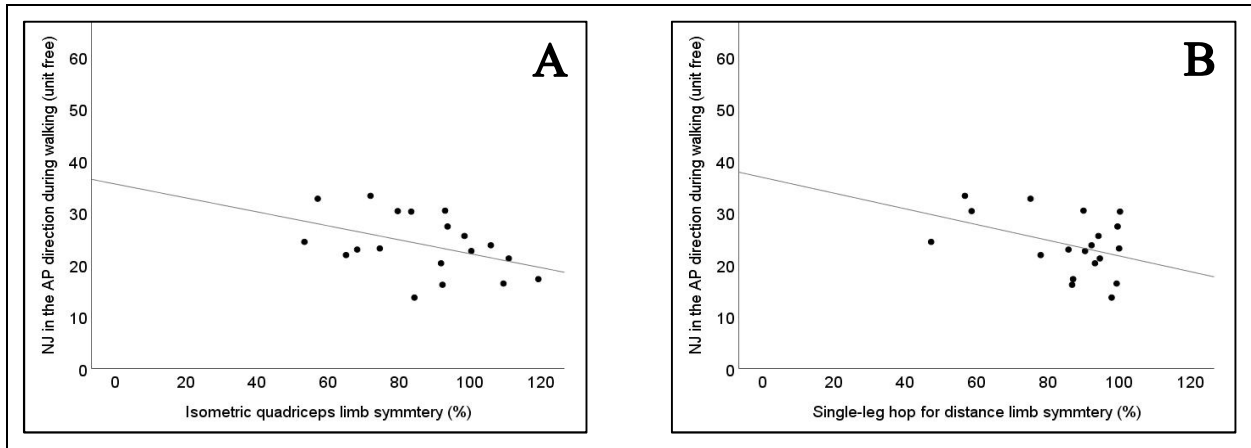 A
NJ in the AP direction during walking (unit free)
60
50
40
30
20
10
0
0 20 40 60 80 100 120
Isometric quadriceps limb symmtery (%)
B
NJ in the AP direction during walking (unit free)
60
50
40
30
20
10
0
0 20 40 60 80 100 120
Single-leg hop for distance limb symmtery (%)